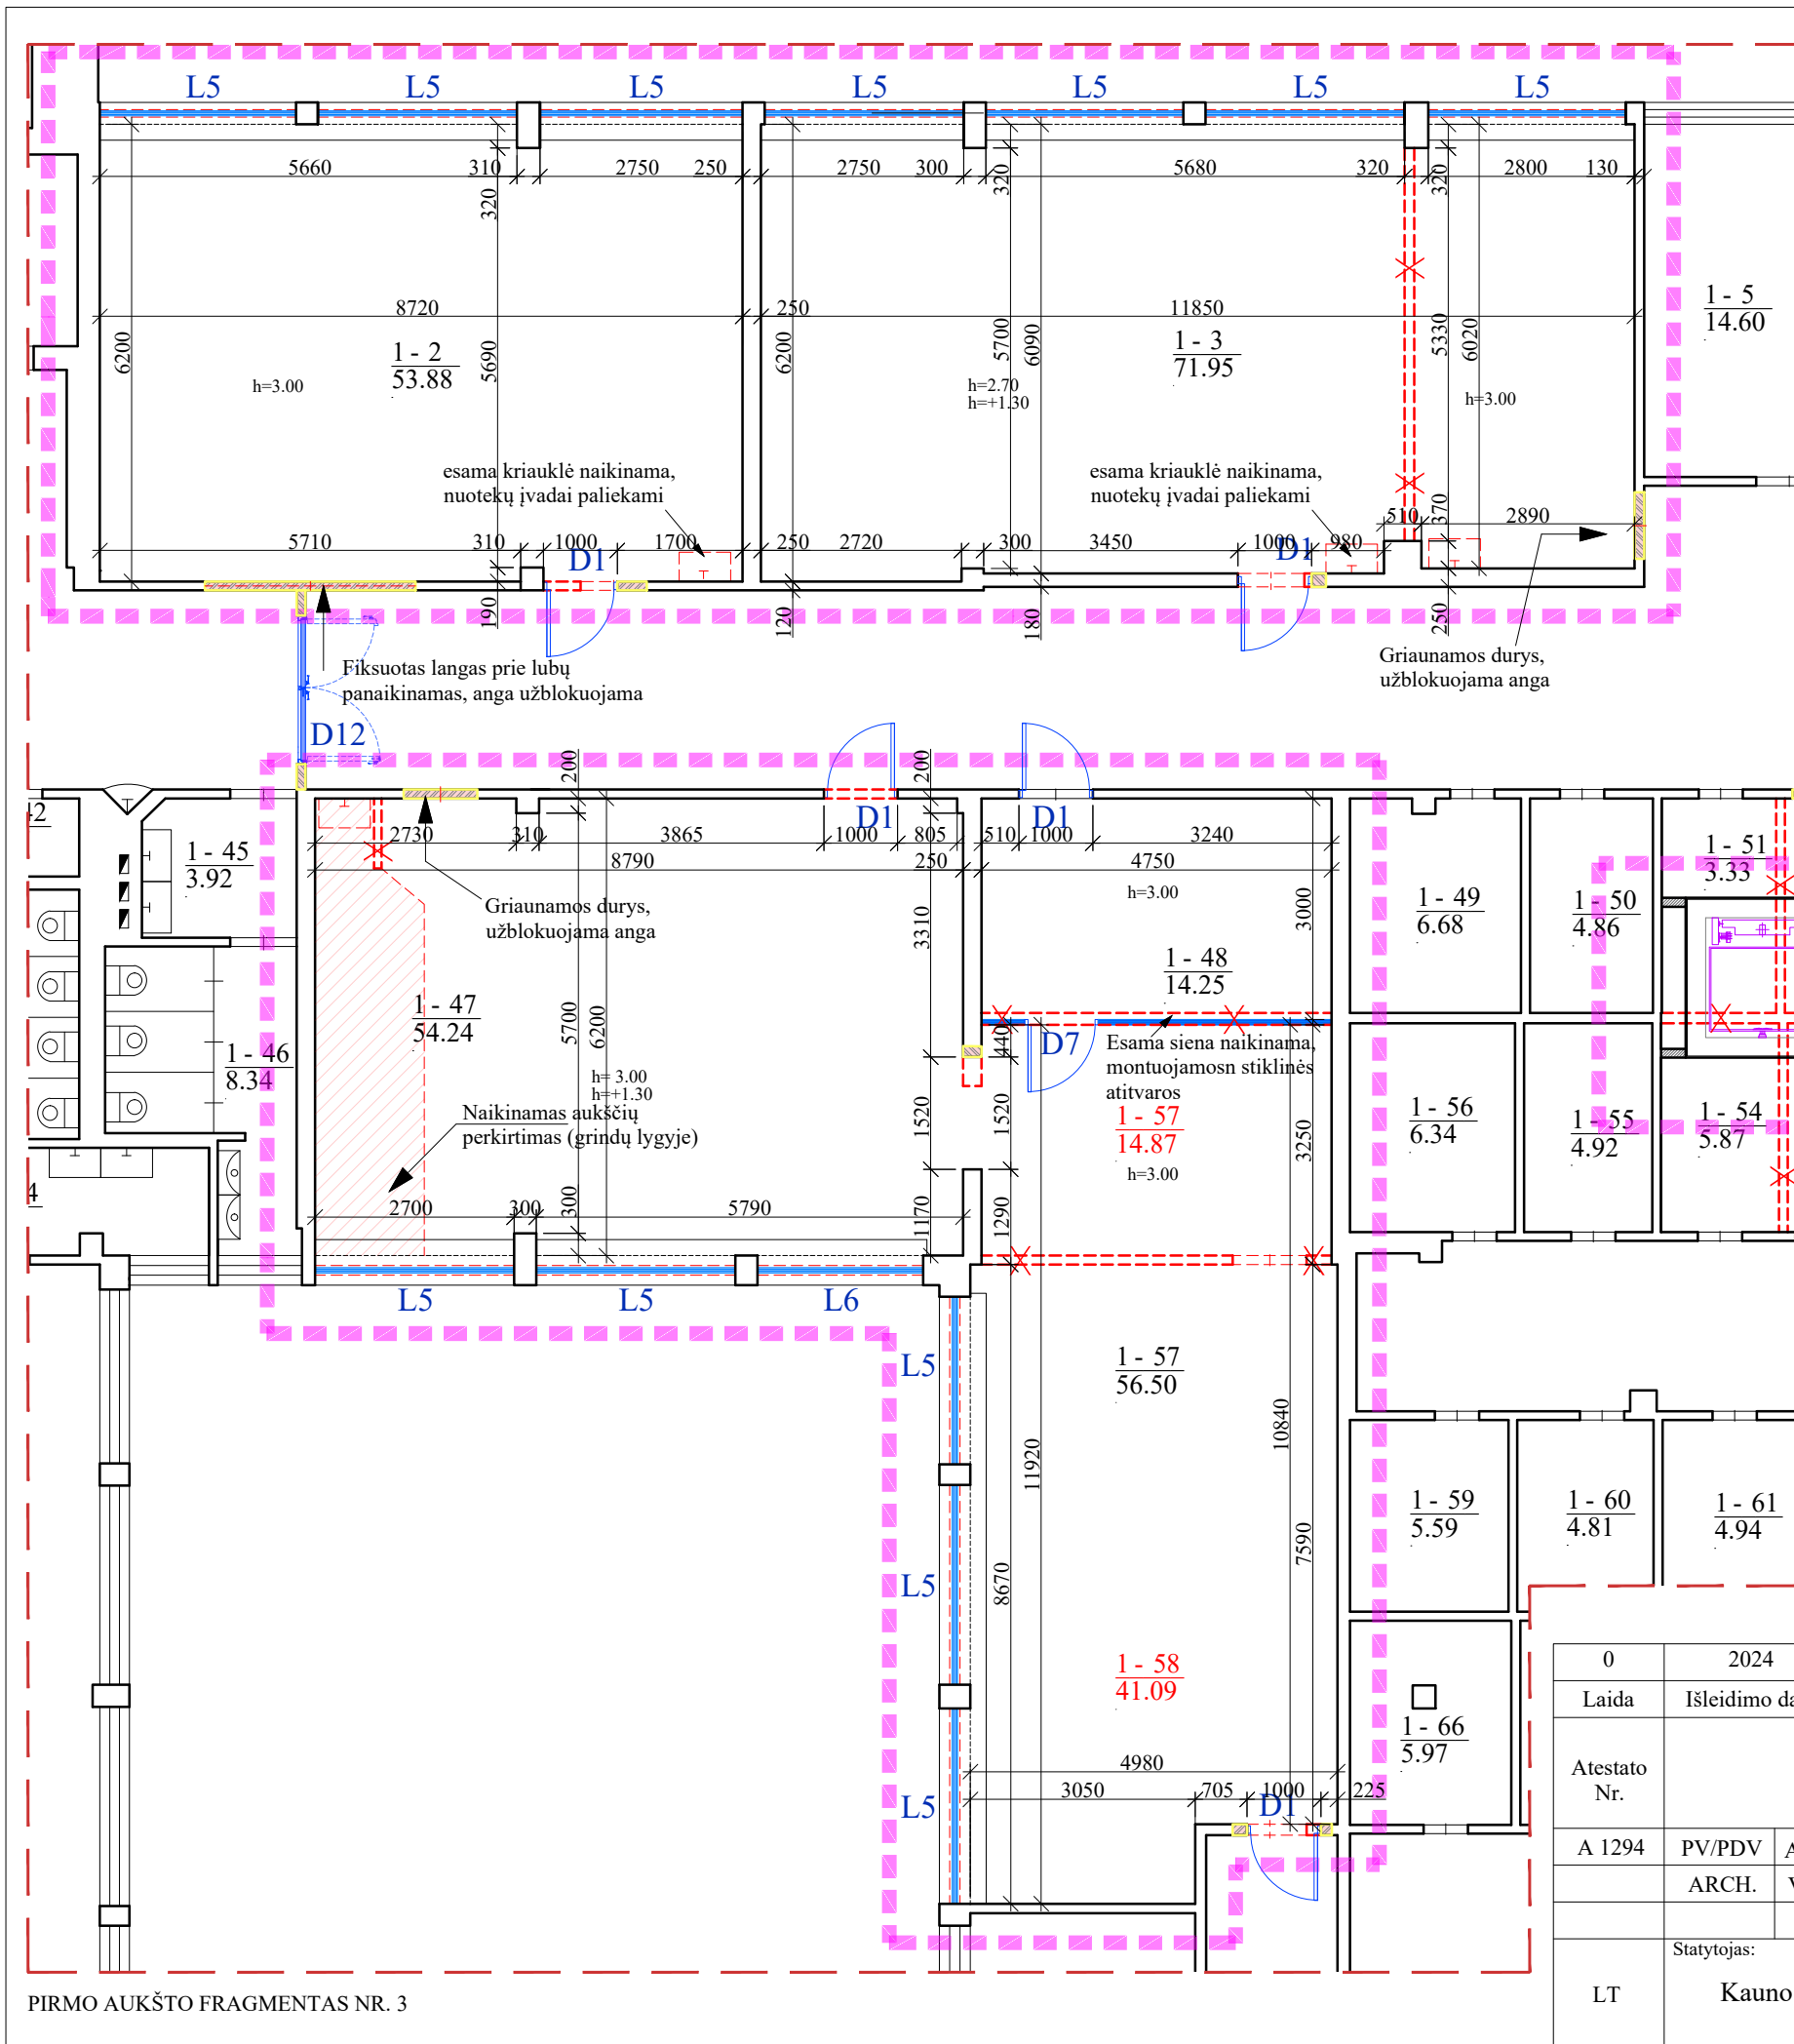 L5 L5 L5 L5 L5 L5 L5
5660 310 2750 250 2750 300 5680 320 2800 130
320 320 320
8720 250 11850
6200 5690 6200 5700 6090 5330 6020
1 - 2
53.88
h=3.00
1 - 3
71.95
h=2.70
h=+1.30
h=3.00
1 - 5
14.60
esama kriauklė naikinama,
nuotekų įvadai paliekami
esama kriauklė naikinama,
nuotekų įvadai paliekami
510 370 2890
5710 310 1000 1700 250 2720 300 3450 1000 980
D1 D1
190 120 180 250
Fiksuotas langas prie lubų
panaikinamas, anga užblokuojama
Griaunamos durys,
užblokuojama anga
D12
200 200
D1 D1
2730 310 3865 1000 805 510 1000 3240
8790 250 4750
h=3.00
42
1 - 45
3.92
Griaunamos durys,
užblokuojama anga
3310 3000
1 - 49
6.68
1 - 50
4.86
1 - 51
3.33
1 - 48
14.25
1 - 47
54.24
5700 6200
440
D7
Esama siena naikinama,
montuojamosn stiklinės
atitvaros
1 - 46
8.34
h= 3.00
h=+1.30
Naikinamas aukščių
perkirtimas (grindų lygyje)
1520 1520 3250
1 - 57
14.87
h=3.00
1 - 56
6.34
1 - 55
4.92
1 - 54
5.87
4
2700 300 300 5790 1170 1290
L5 L5 L6
L5
1 - 57
56.50
11920 10840
1 - 59
5.59
1 - 60
4.81
1 - 61
4.94
L5
8670 7590
1 - 58
41.09
1 - 66
5.97
4980
3050 705 1000 225
L5
D1
0 2024
Laida Išleidimo da
Atestato
Nr.
A 1294 PV/PDV A
ARCH. V
Statytojas:
LT Kauno
PIRMO AUKŠTO FRAGMENTAS NR. 3